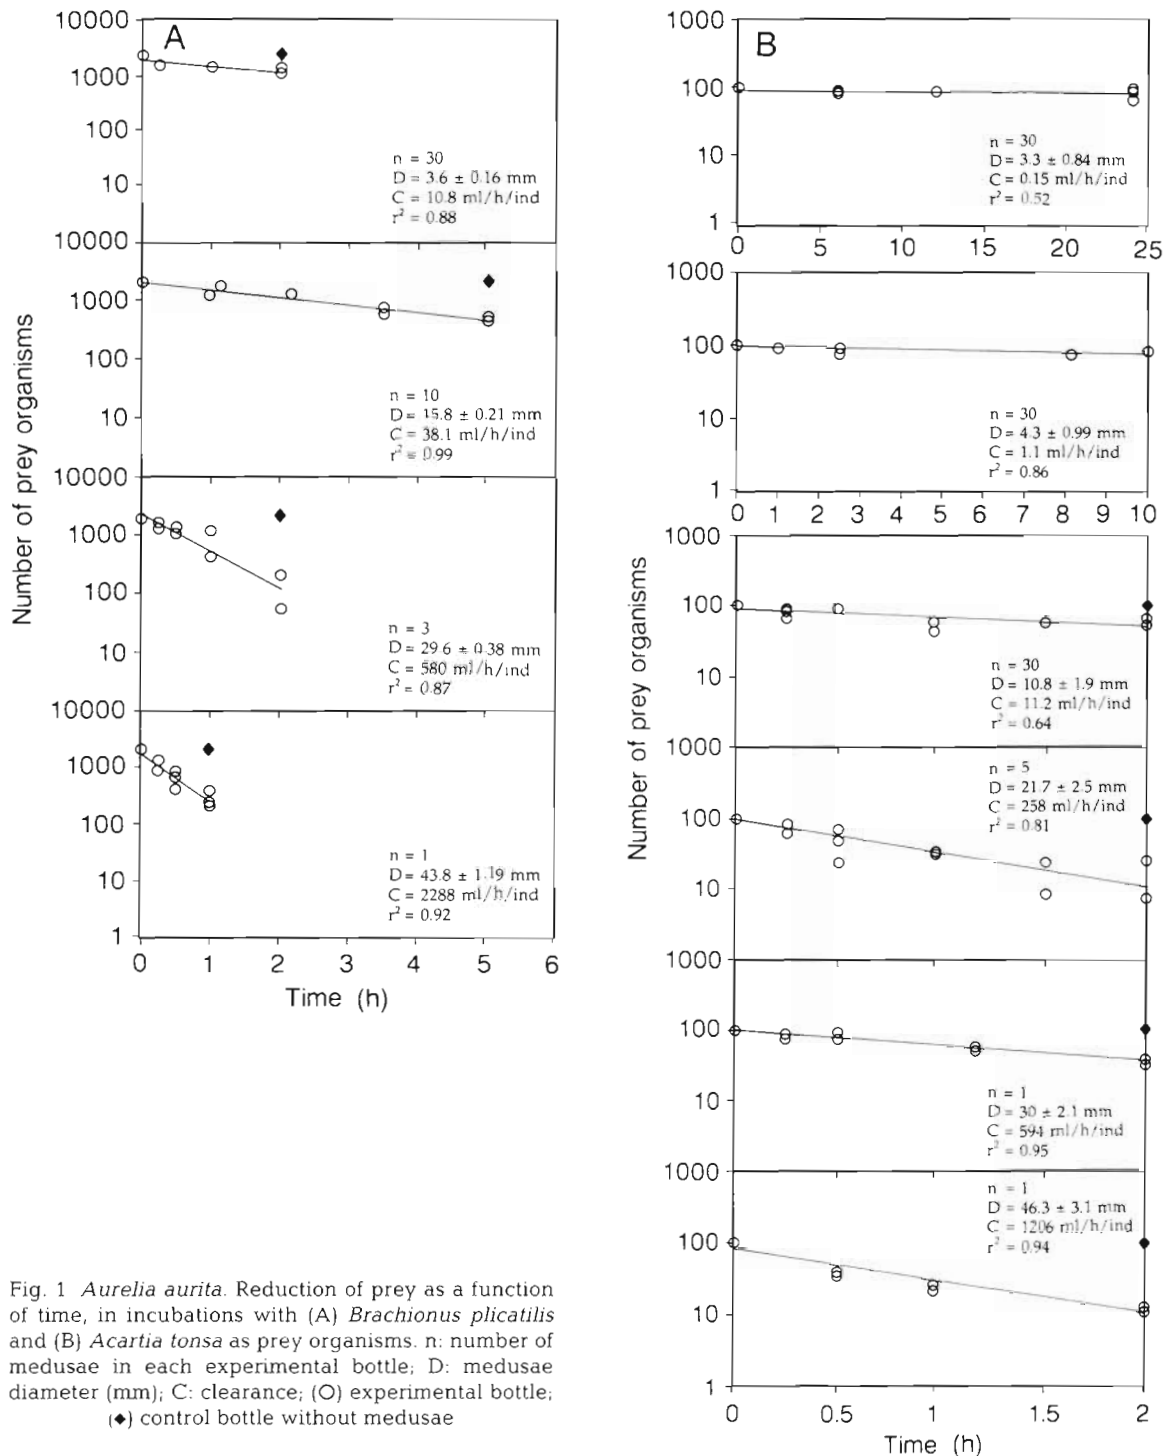 A
10000
1000
100
10
n = 30
D = 3.6 ± 0.16 mm
C = 10.8 ml/h/ind
r² = 0.88
10000
1000
100
10
n = 10
D = 15.8 ± 0.21 mm
C = 38.1 ml/h/ind
r² = 0.99
10000
1000
100
10
n = 3
D = 29.6 ± 0.38 mm
C = 580 ml/h/ind
r² = 0.87
10000
1000
100
10
1
n = 1
D = 43.8 ± 1.19 mm
C = 2288 ml/h/ind
r² = 0.92
0 1 2 3 4 5 6
Time (h)
Number of prey organisms
B
10000
100
1
n = 30
D = 3.3 ± 0.84 mm
C = 0.15 ml/h/ind
r² = 0.52
0 5 10 15 20 25
1000
100
10
1
n = 30
D = 4.3 ± 0.99 mm
C = 1.1 ml/h/ind
r² = 0.86
0 1 2 3 4 5 6 7 8 9 10
1000
100
10
n = 30
D = 10.8 ± 1.9 mm
C = 11.2 ml/h/ind
r² = 0.64
1000
100
10
n = 5
D = 21.7 ± 2.5 mm
C = 258 ml/h/ind
r² = 0.81
1000
100
10
n = 1
D = 30 ± 2.1 mm
C = 594 ml/h/ind
r² = 0.95
1000
100
10
1
n = 1
D = 46.3 ± 3.1 mm
C = 1206 ml/h/ind
r² = 0.94
0 0.5 1 1.5 2
Time (h)
Number of prey organisms
Fig. 1 Aurelia aurita. Reduction of prey as a function
of time, in incubations with (A) Brachionus plicatilis
and (B) Acartia tonsa as prey organisms. n: number of
medusae in each experimental bottle; D: medusae
diameter (mm); C: clearance; (O) experimental bottle;
(◆) control bottle without medusae